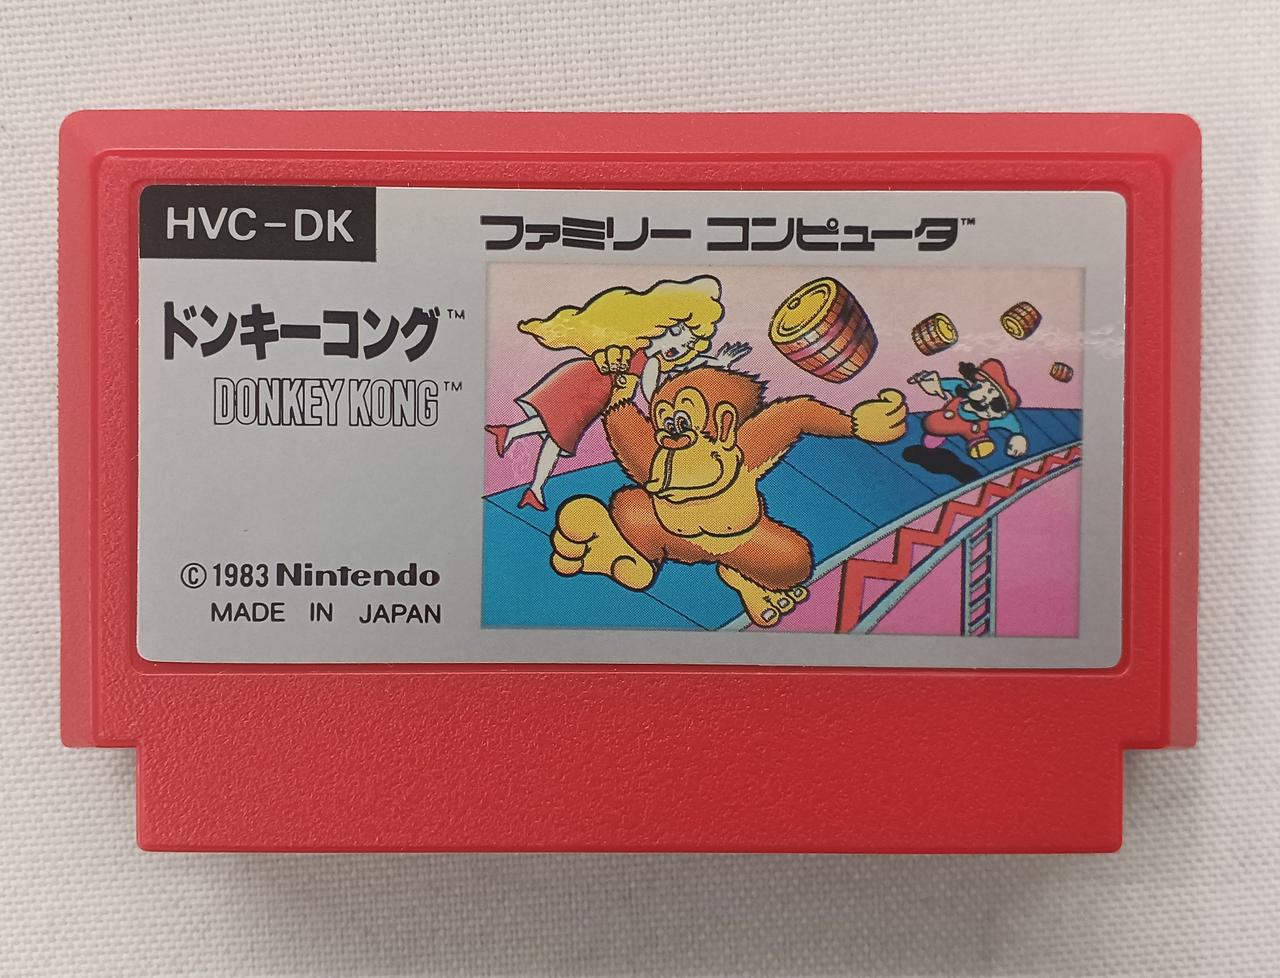 HVC-DK
ファミリー コンピュータ™
ドンキーコング™
DONKEY KONG™
© 1983 Nintendo
MADE IN JAPAN